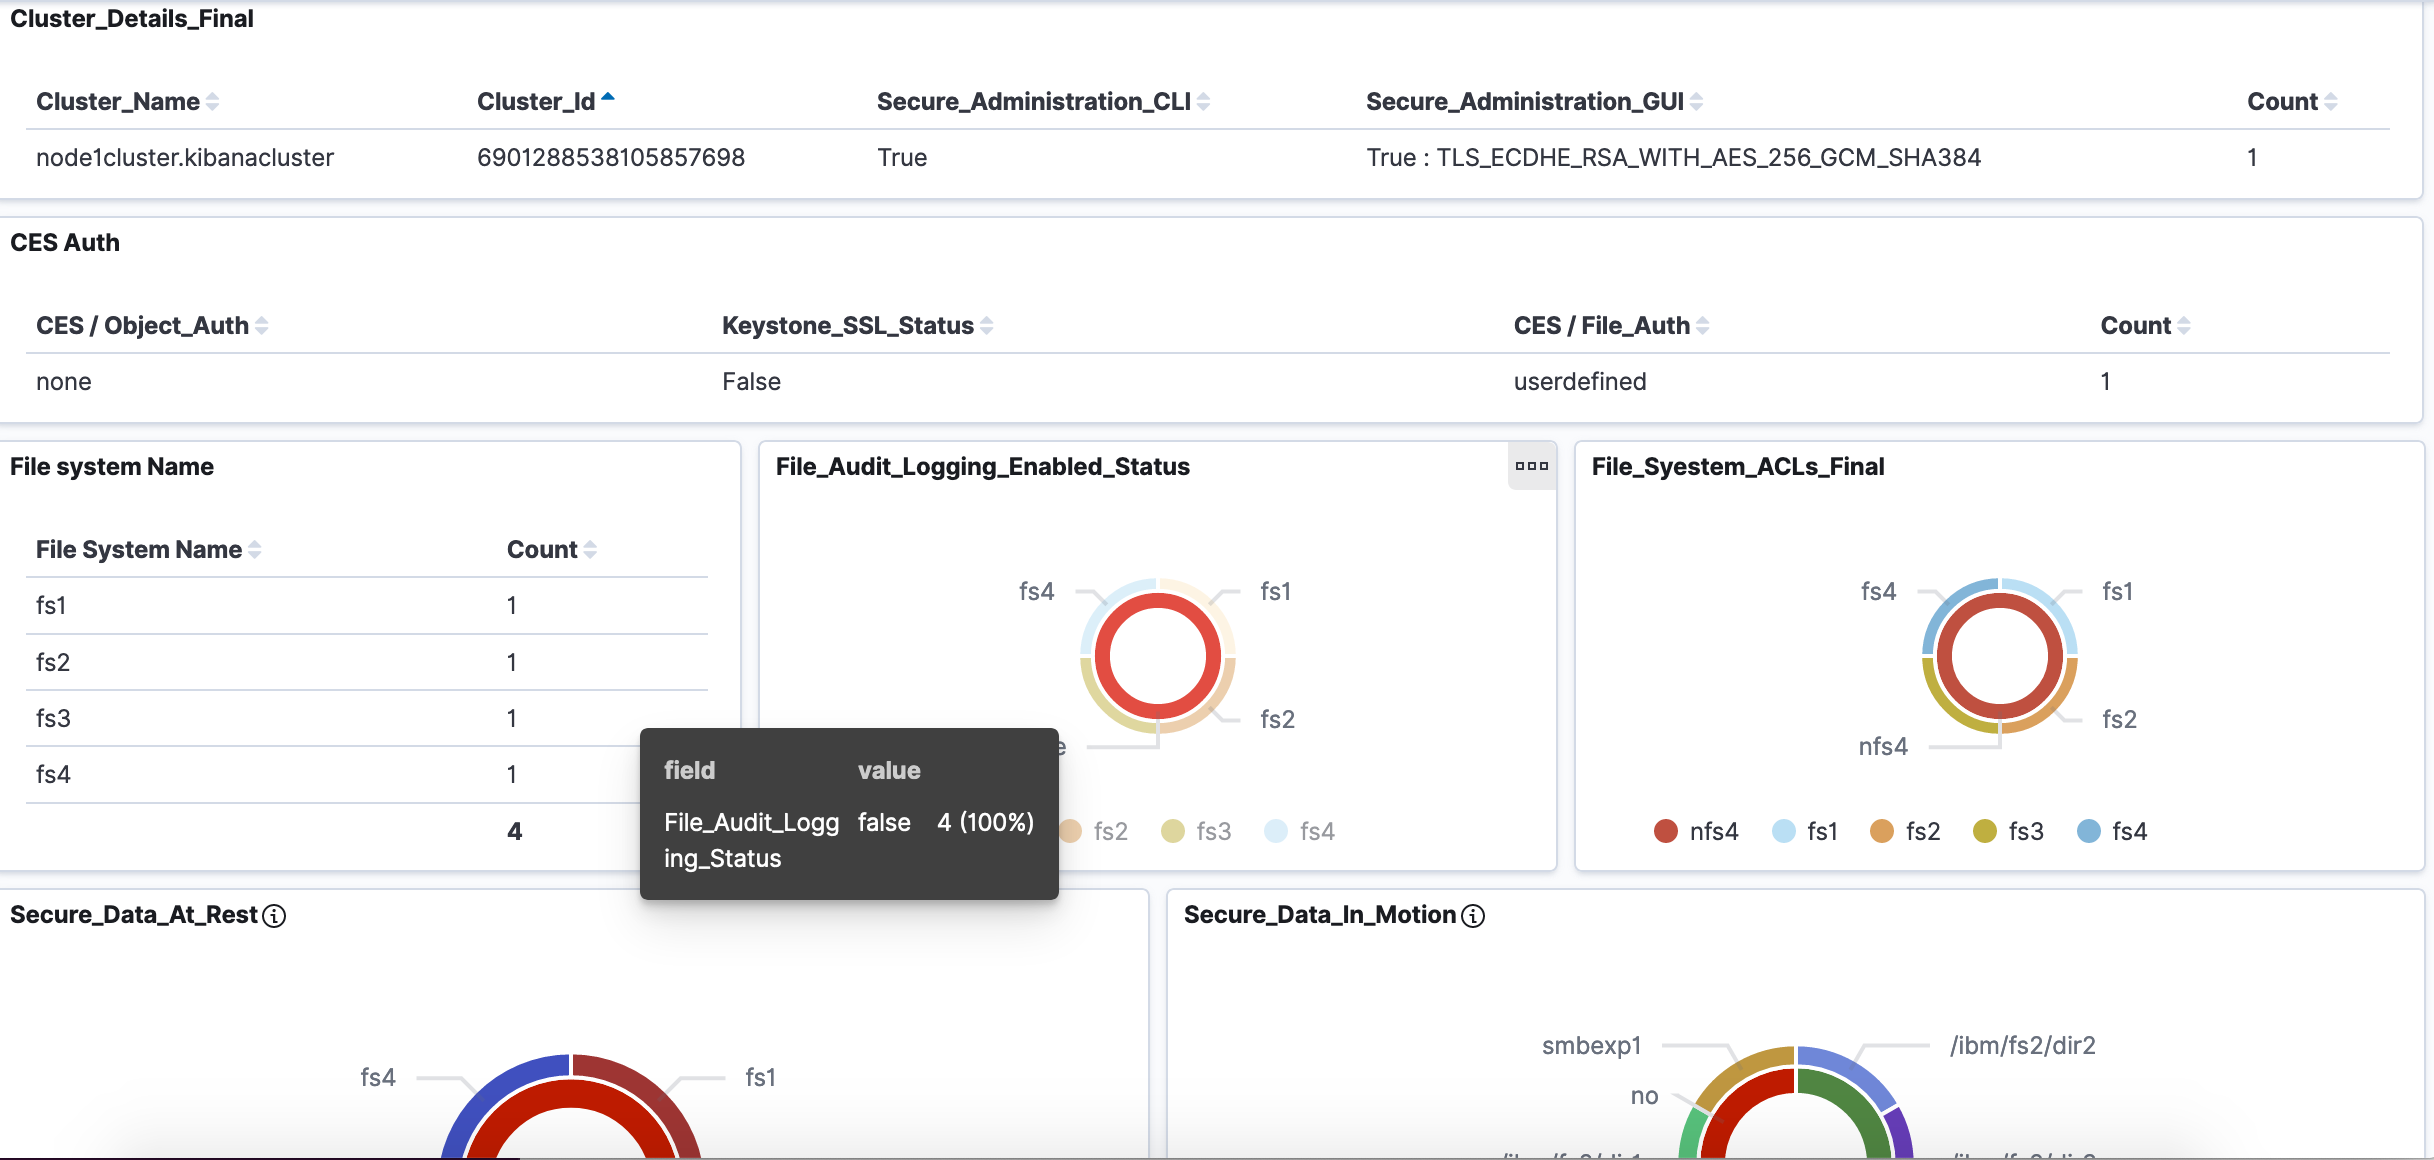 Cluster_Details_Final
Cluster_Name Cluster_Id Secure_Administration_CLI Secure_Administration_GUI Count
node1cluster.kibanacluster 6901288538105857698 True True : TLS_ECDHE_RSA_WITH_AES_256_GCM_SHA384 1
CES Auth
CES / Object_Auth Keystone_SSL_Status CES / File_Auth Count
none False userdefined 1
File system Name
File System Name Count
fs1 1
fs2 1
fs3 1
fs4 1
4
File_Audit_Logging_Enabled_Status
fs4 fs1
fs2
field value
File_Audit_Logg false 4 (100%)
ing_Status
fs2 fs3 fs4
File_Syestem_ACLs_Final
fs4 fs1
fs2
nfs4
nfs4 fs1 fs2 fs3 fs4
Secure_Data_At_Rest
fs4 fs1
Secure_Data_In_Motion
smbexp1 /ibm/fs2/dir2
no